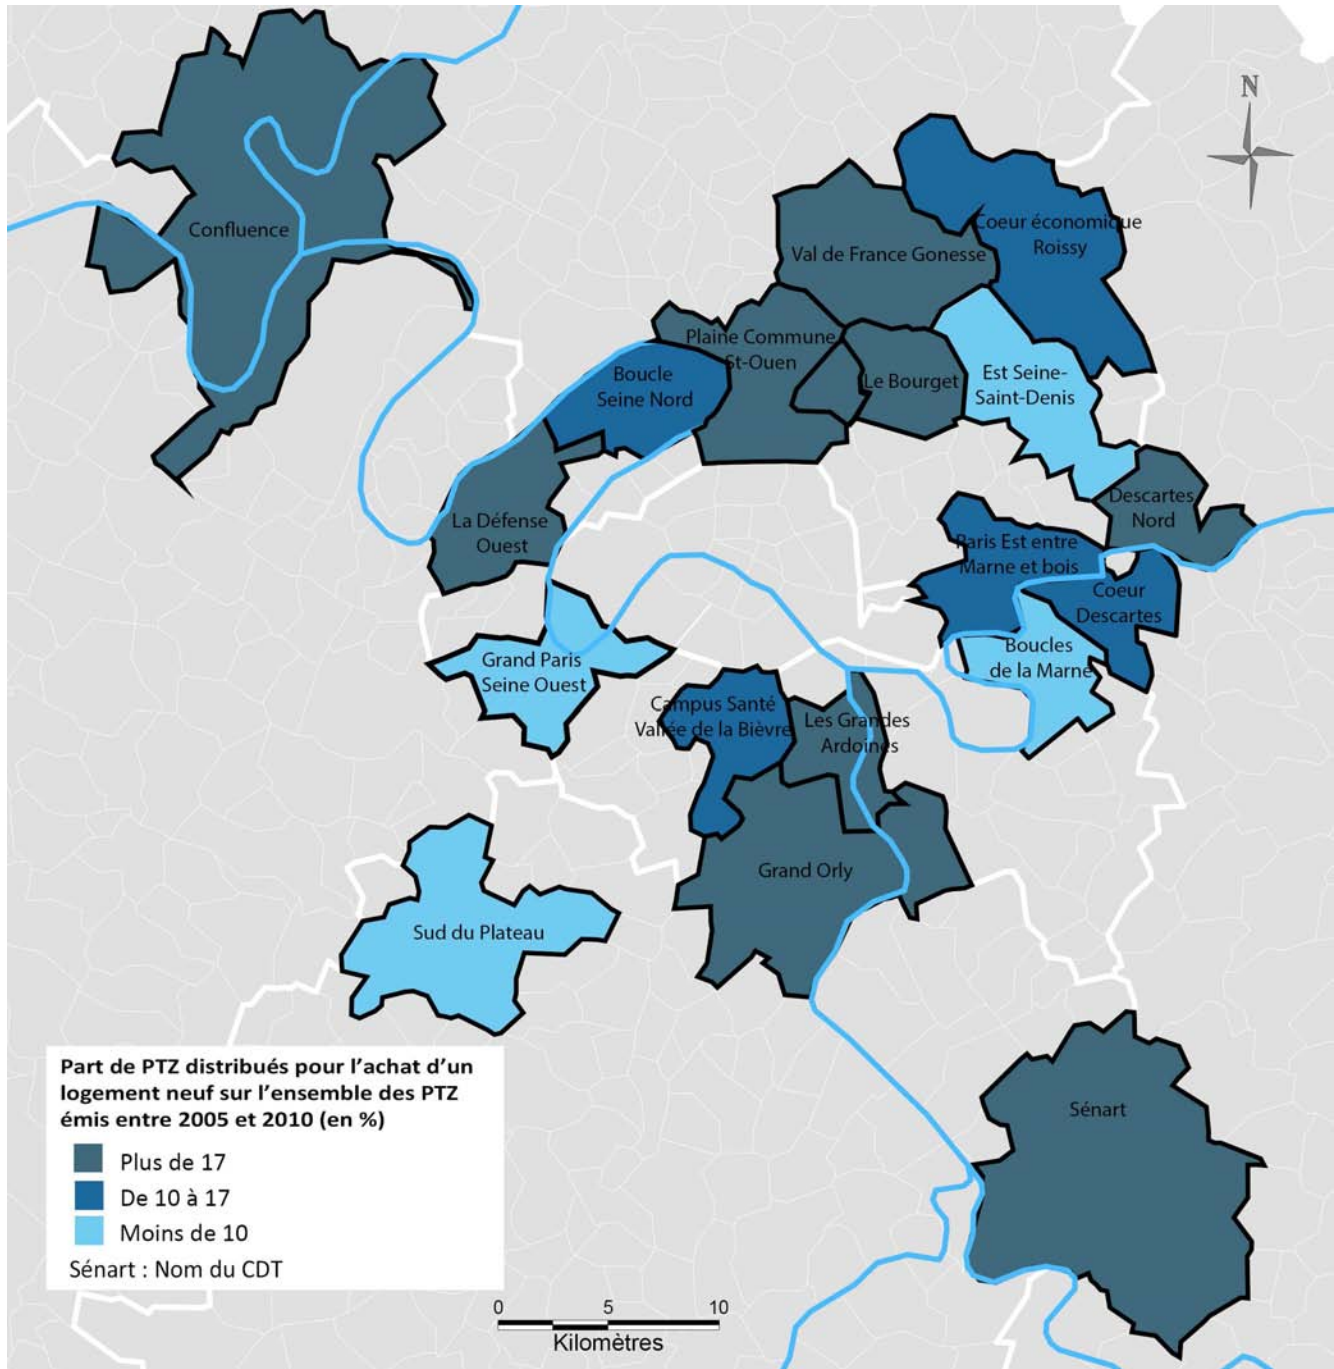 N
Confluence
Coeur économique
Roissy
Val de France Gonesse
Plaine Commune
St-Ouen
Boucle
Seine Nord
Le Bourget
Est Seine-
Saint-Denis
Descartes
Nord
La Défense
Ouest
Paris Est entre
Marne et bois
Coeur
Descartes
Boucles
de la Marne
Grand Paris
Seine Ouest
Campus Santé
Vallée de la Bièvre
Les Grandes
Ardoines
Grand Orly
Sud du Plateau
Sénart
Part de PTZ distribués pour l'achat d'un
logement neuf sur l'ensemble des PTZ
émis entre 2005 et 2010 (en %)
Plus de 17
De 10 à 17
Moins de 10
Sénart : Nom du CDT
0 5 10
Kilomètres